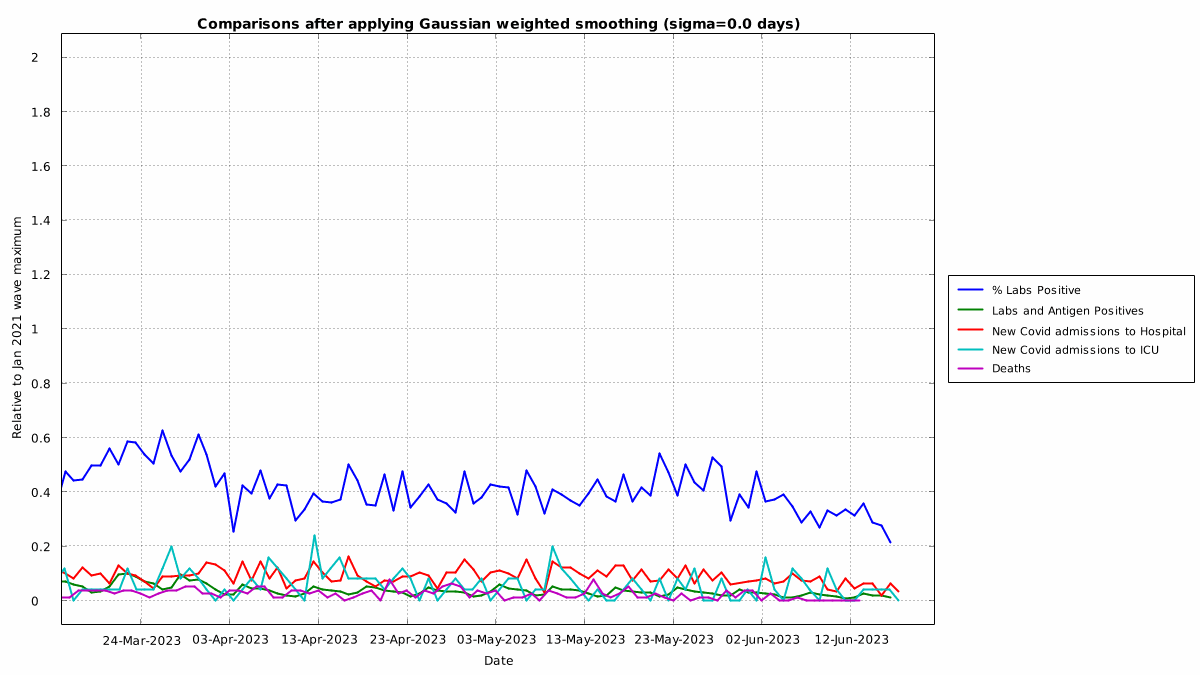 Comparisons after applying Gaussian weighted smoothing (sigma=0.0 days)
Relative to Jan 2021 wave maximum
2
1.8
1.6
1.4
1.2
1
0.8
0.6
0.4
0.2
0
24-Mar-2023 03-Apr-2023 13-Apr-2023 23-Apr-2023 03-May-2023 13-May-2023 23-May-2023 02-Jun-2023 12-Jun-2023
Date
% Labs Positive
Labs and Antigen Positives
New Covid admissions to Hospital
New Covid admissions to ICU
Deaths